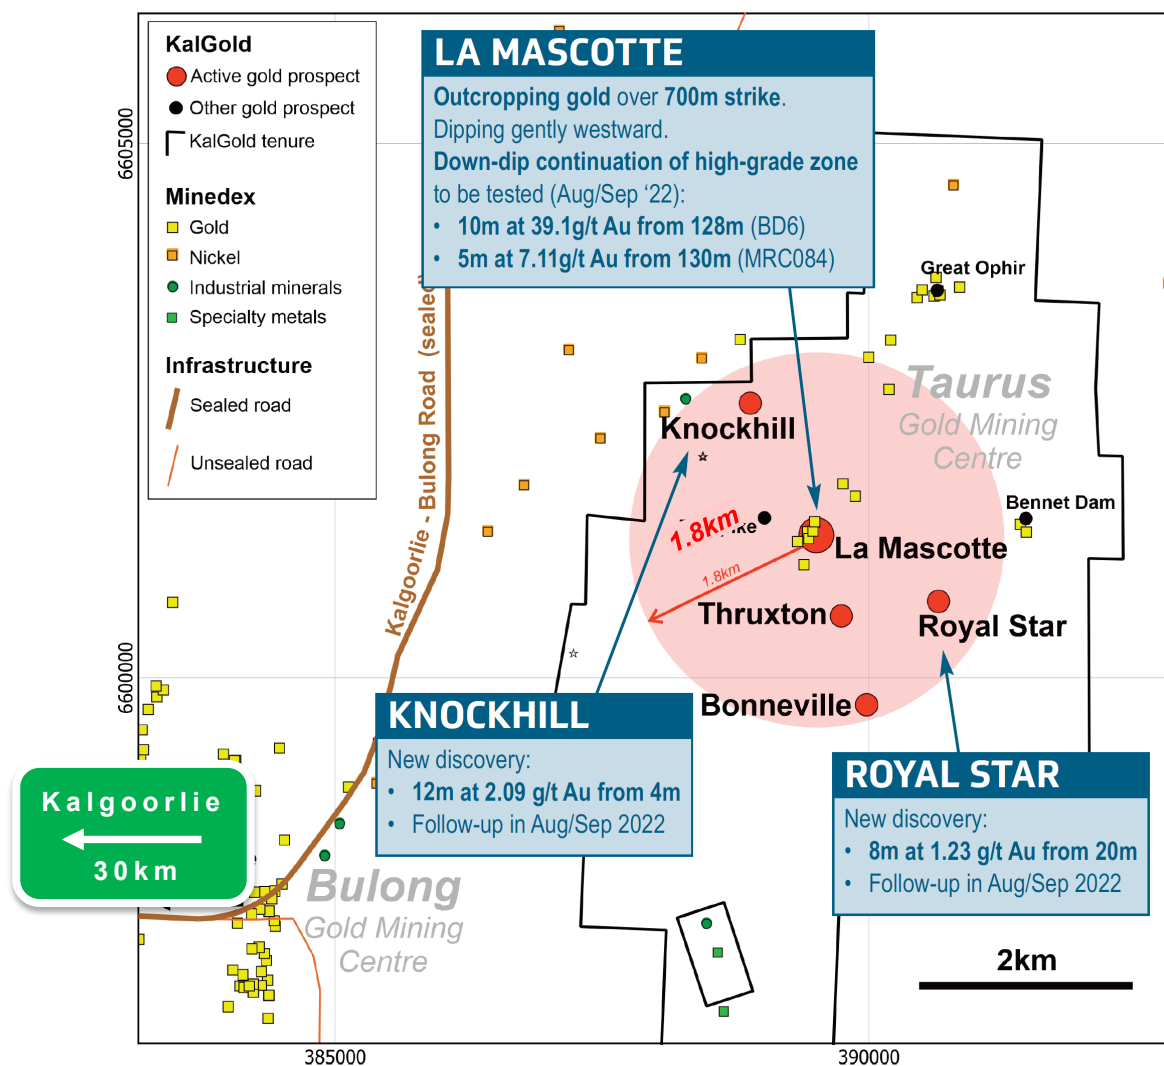 KalGold
Active gold prospect
Other gold prospect
KalGold tenure
Minedex
Gold
Nickel
Industrial minerals
Specialty metals
Infrastructure
Sealed road
Unsealed road
LA MASCOTTE
Outcropping gold over 700m strike.
Dipping gently westward.
Down-dip continuation of high-grade zone
to be tested (Aug/Sep ‘22):
• 10m at 39.1g/t Au from 128m (BD6)
• 5m at 7.11g/t Au from 130m (MRC084)
6605000
6600000
Kalgoorlie - Bulong Road (sealed)
Great Ophir
Taurus
Gold Mining
Centre
Knockhill
Bennet Dam
1.8km
La Mascotte
1.8km
Thruxton
Royal Star
Bonneville
KNOCKHILL
New discovery:
• 12m at 2.09 g/t Au from 4m
• Follow-up in Aug/Sep 2022
ROYAL STAR
New discovery:
• 8m at 1.23 g/t Au from 20m
• Follow-up in Aug/Sep 2022
Kalgoorlie
30km
Bulong
Gold Mining
Centre
2km
385000
390000